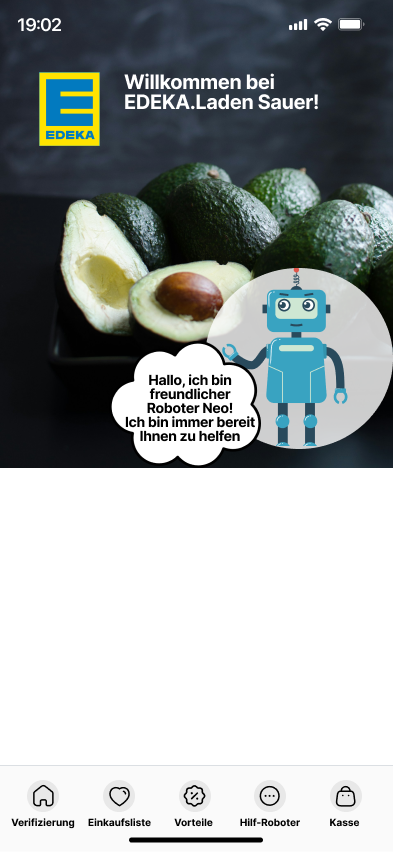 19:02
Willkommen bei
EDEKA.Laden Sauer!
E
EDEKA
Hallo, ich bin
freundlicher
Roboter Neo!
Ich bin immer bereit
Ihnen zu helfen
Verifizierung
Einkaufsliste
Vorteile
Hilf-Roboter
Kasse